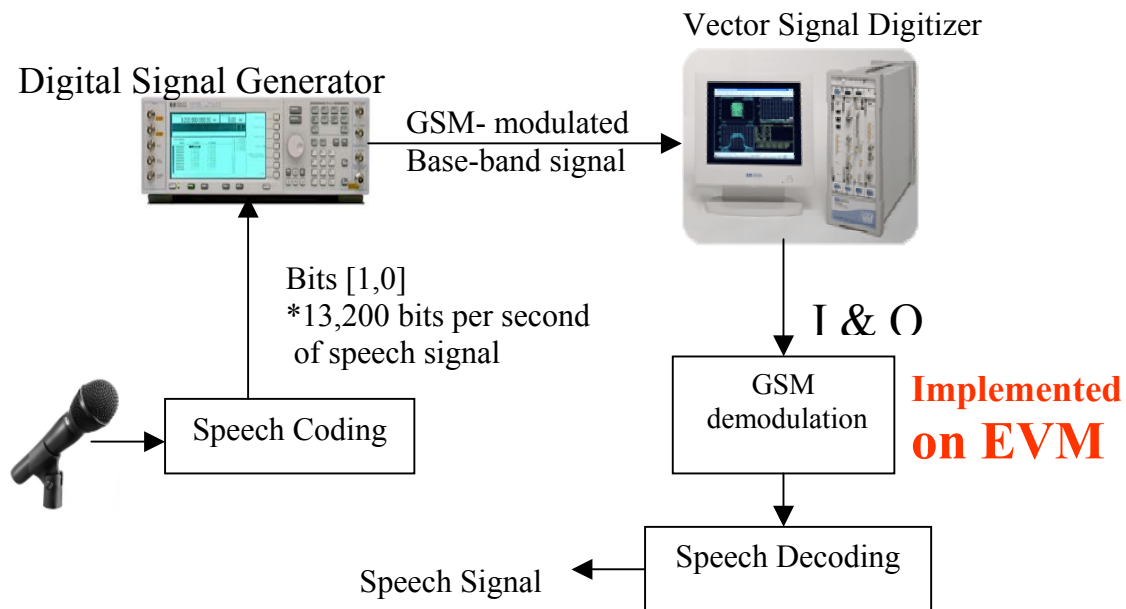 Vector Signal Digitizer
Digital Signal Generator
GSM- modulated
Base-band signal
Bits [1,0]
*13,200 bits per second
of speech signal
I & Q
GSM
demodulation
Implemented
on EVM
Speech Coding
Speech Decoding
Speech Signal